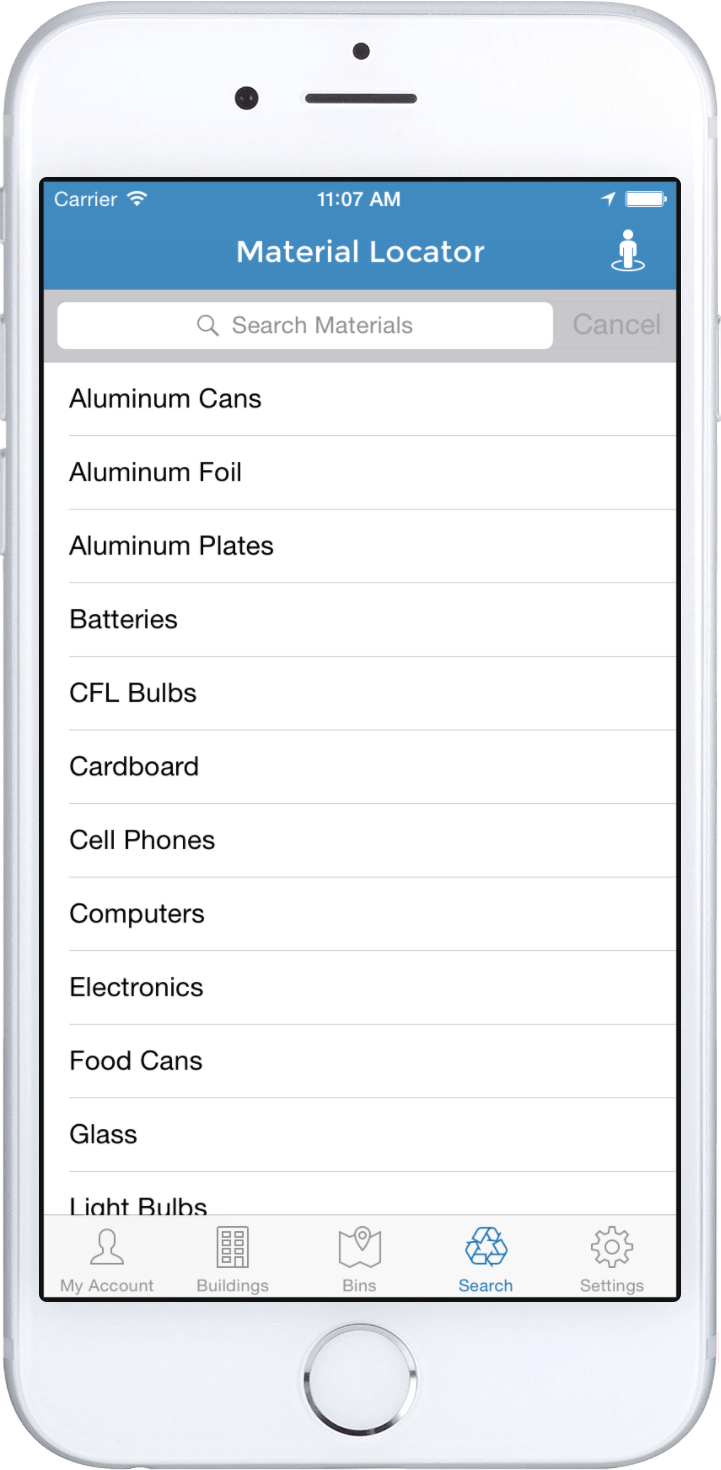 Carrier 11:07 AM
Material Locator
Search Materials Cancel
Aluminum Cans
Aluminum Foil
Aluminum Plates
Batteries
CFL Bulbs
Cardboard
Cell Phones
Computers
Electronics
Food Cans
Glass
Light Bulbs
My Account Buildings Bins Search Settings